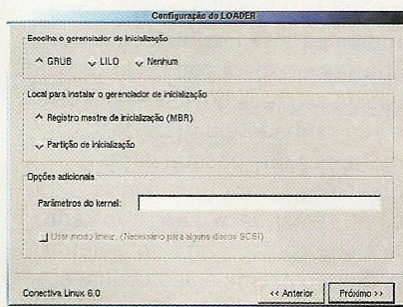 Configuração do LOADER
Escolha o gerenciador de inicialização
GRUB LILO Nenhum
Local para instalar o gerenciador de inicialização
Registro mestre de inicialização (MBR)
Partição de inicialização
Opções adicionais
Parâmetros do kernel:
Usar modo linear. (Necessário para alguns discos SCSI)
Conectiva Linux 6.0 << Anterior Próximo >>